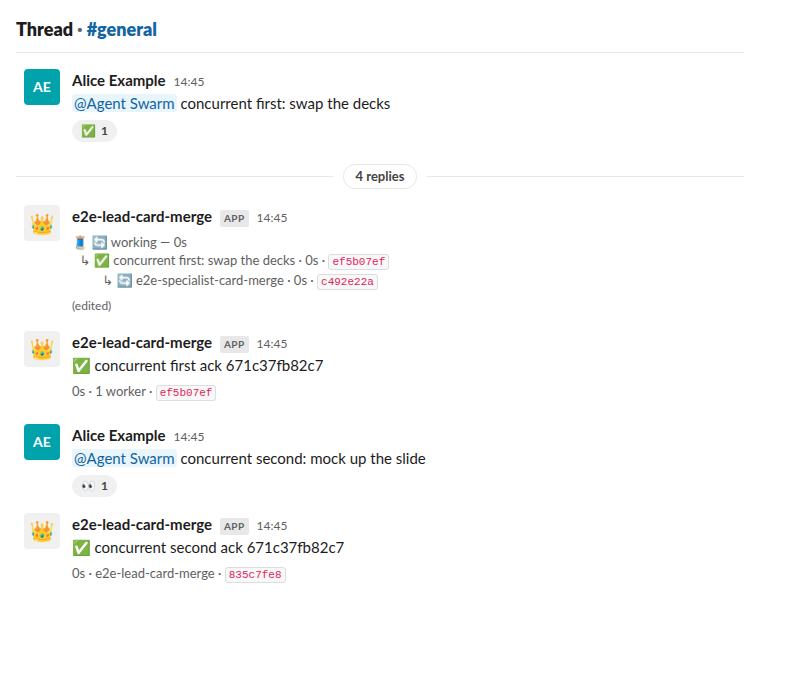 Thread • #general
AE
Alice Example 14:45
@Agent Swarm concurrent first: swap the decks
✅ 1
4 replies
e2e-lead-card-merge APP 14:45
🧵 🔄 working — 0s
↳ ✅ concurrent first: swap the decks · 0s · ef5b07ef
↳ 🔄 e2e-specialist-card-merge · 0s · c492e22a
(edited)
e2e-lead-card-merge APP 14:45
✅ concurrent first ack 671c37fb82c7
0s · 1 worker · ef5b07ef
AE
Alice Example 14:45
@Agent Swarm concurrent second: mock up the slide
👀 1
e2e-lead-card-merge APP 14:45
✅ concurrent second ack 671c37fb82c7
0s · e2e-lead-card-merge · 835c7fe8